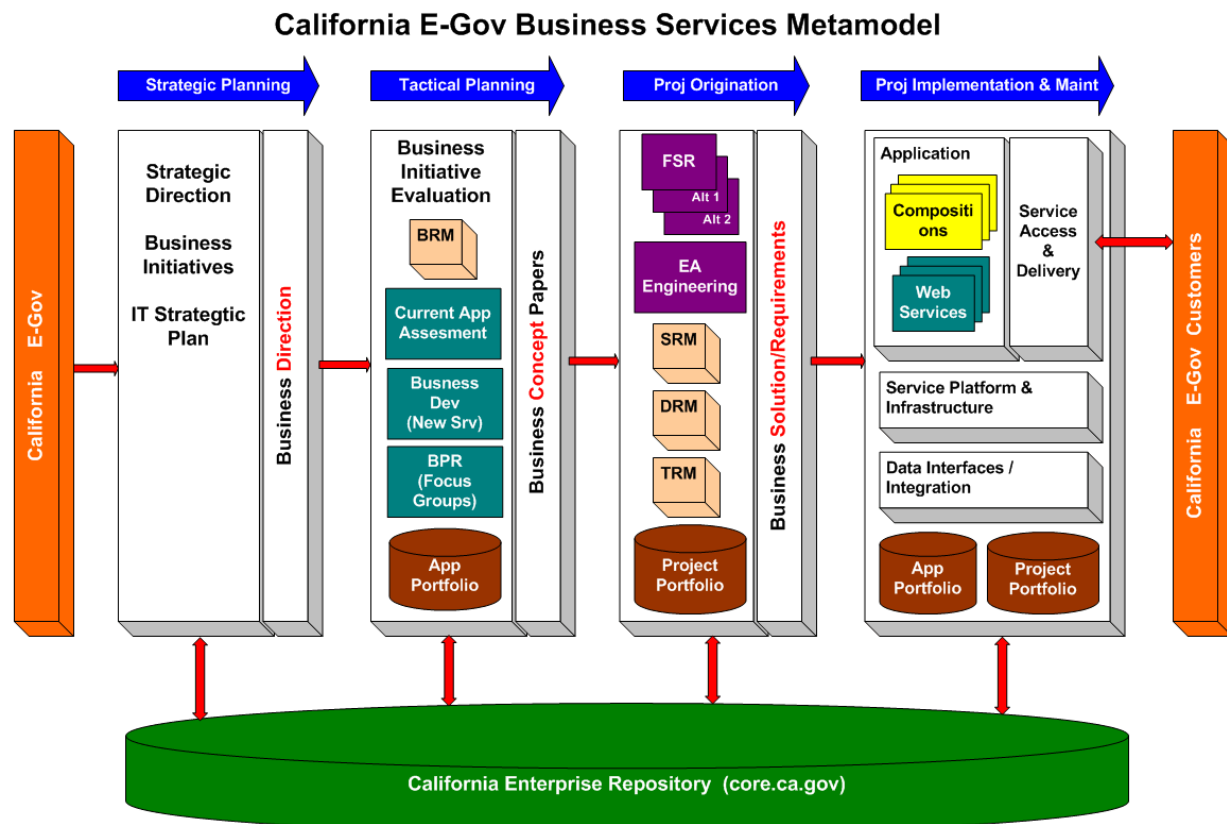 California E-Gov Business Services Metamodel
Strategic Planning
Tactical Planning
Proj Origination
Proj Implementation & Maint
California E-Gov
Strategic
Direction
Business
Initiatives
IT Strategtic
Plan
Business Direction
Business
Initiative
Evaluation
BRM
Current App
Assesment
Busness
Dev
(New Srv)
BPR
(Focus
Groups)
App
Portfolio
Business Concept Papers
FSR
Alt 1
Alt 2
EA
Engineering
SRM
DRM
TRM
Project
Portfolio
Business Solution/Requirements
Application
Compositi
ons
Web
Services
Service
Access
&
Delivery
Service Platform &
Infrastructure
Data Interfaces /
Integration
App
Portfolio
Project
Portfolio
California E-Gov Customers
California Enterprise Repository (core.ca.gov)